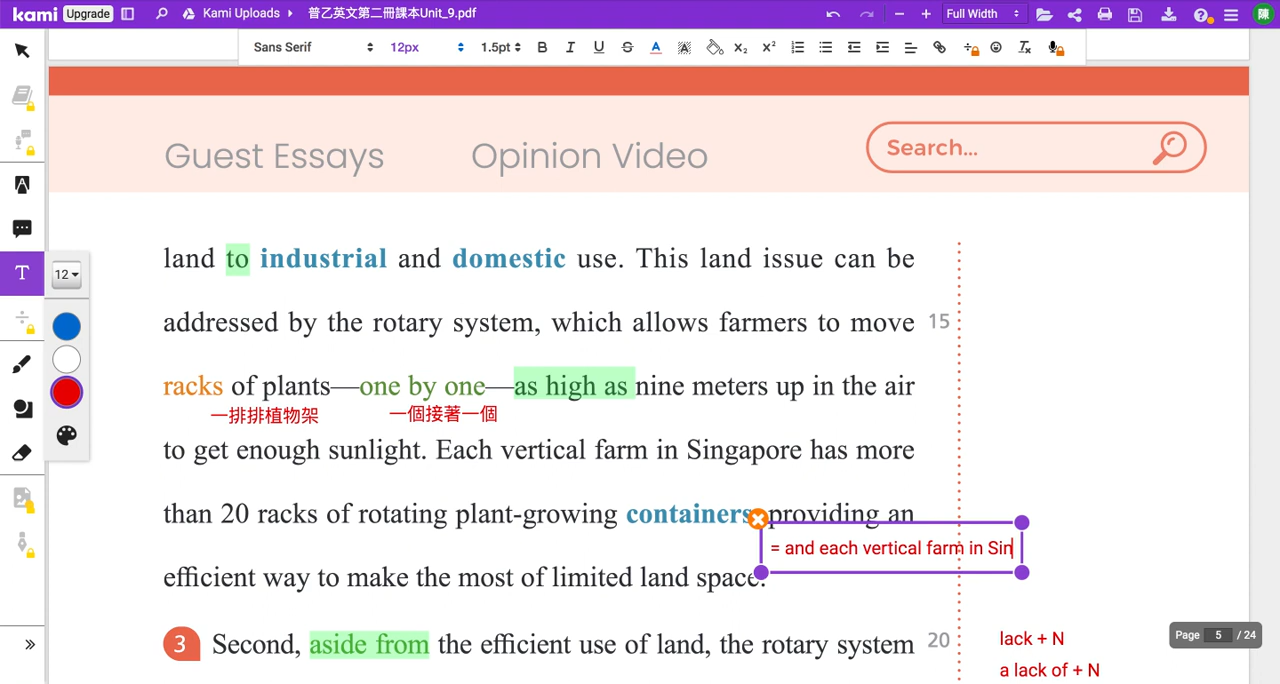 kami Upgrade Kami Uploads 普乙英文第二冊課本Unit_9.pdf Full Width 陳
Sans Serif 12px 1.5pt B I U S A A X₂ X²
Guest Essays Opinion Video Search...
land to industrial and domestic use. This land issue can be
addressed by the rotary system, which allows farmers to move 15
racks of plants—one by one—as high as nine meters up in the air
一排排植物架 一個接著一個
to get enough sunlight. Each vertical farm in Singapore has more
than 20 racks of rotating plant-growing containers, providing an
= and each vertical farm in Sin
efficient way to make the most of limited land space.
3 Second, aside from the efficient use of land, the rotary system 20
lack + N
a lack of + N
A
T
12
Page 5 / 24